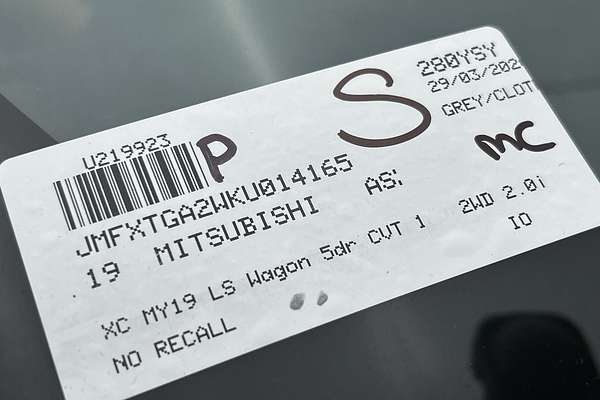 280YSY
29/03/202
GREY/CLOT
U219923
P
S
MC
JMFXTGA2WKU014165
19 MITSUBISHI AS:
XC MY19 LS Wagon 5dr CVT 1 2WD 2.0i
NO RECALL IO